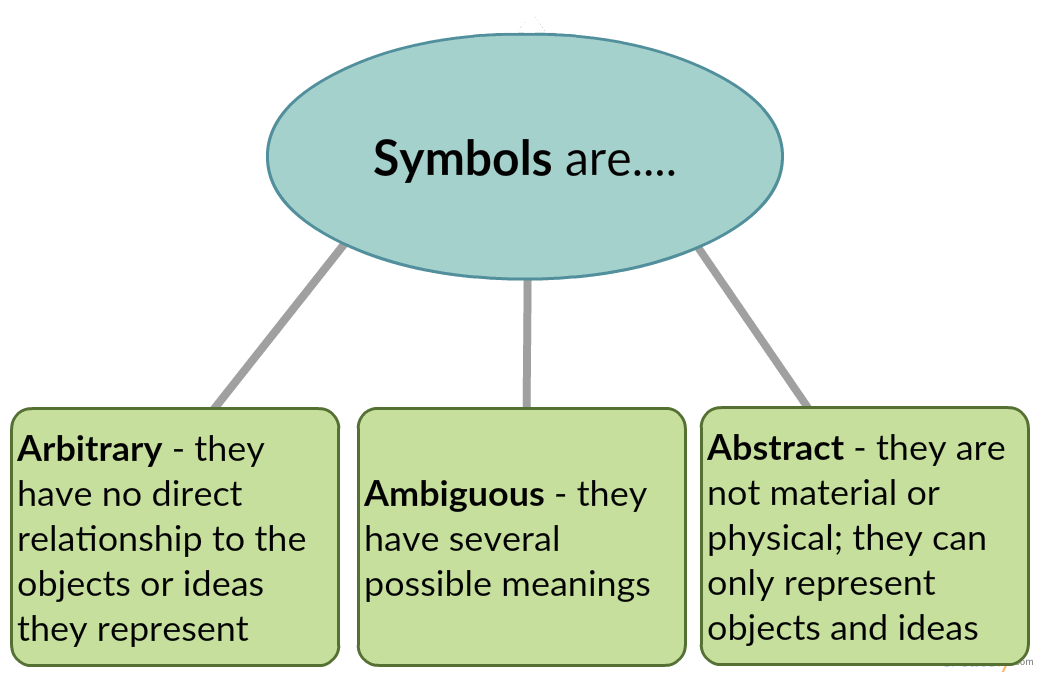 Symbols are....
Arbitrary - they
have no direct
relationship to the
objects or ideas
they represent
Ambiguous - they
have several
possible meanings
Abstract - they are
not material or
physical; they can
only represent
objects and ideas